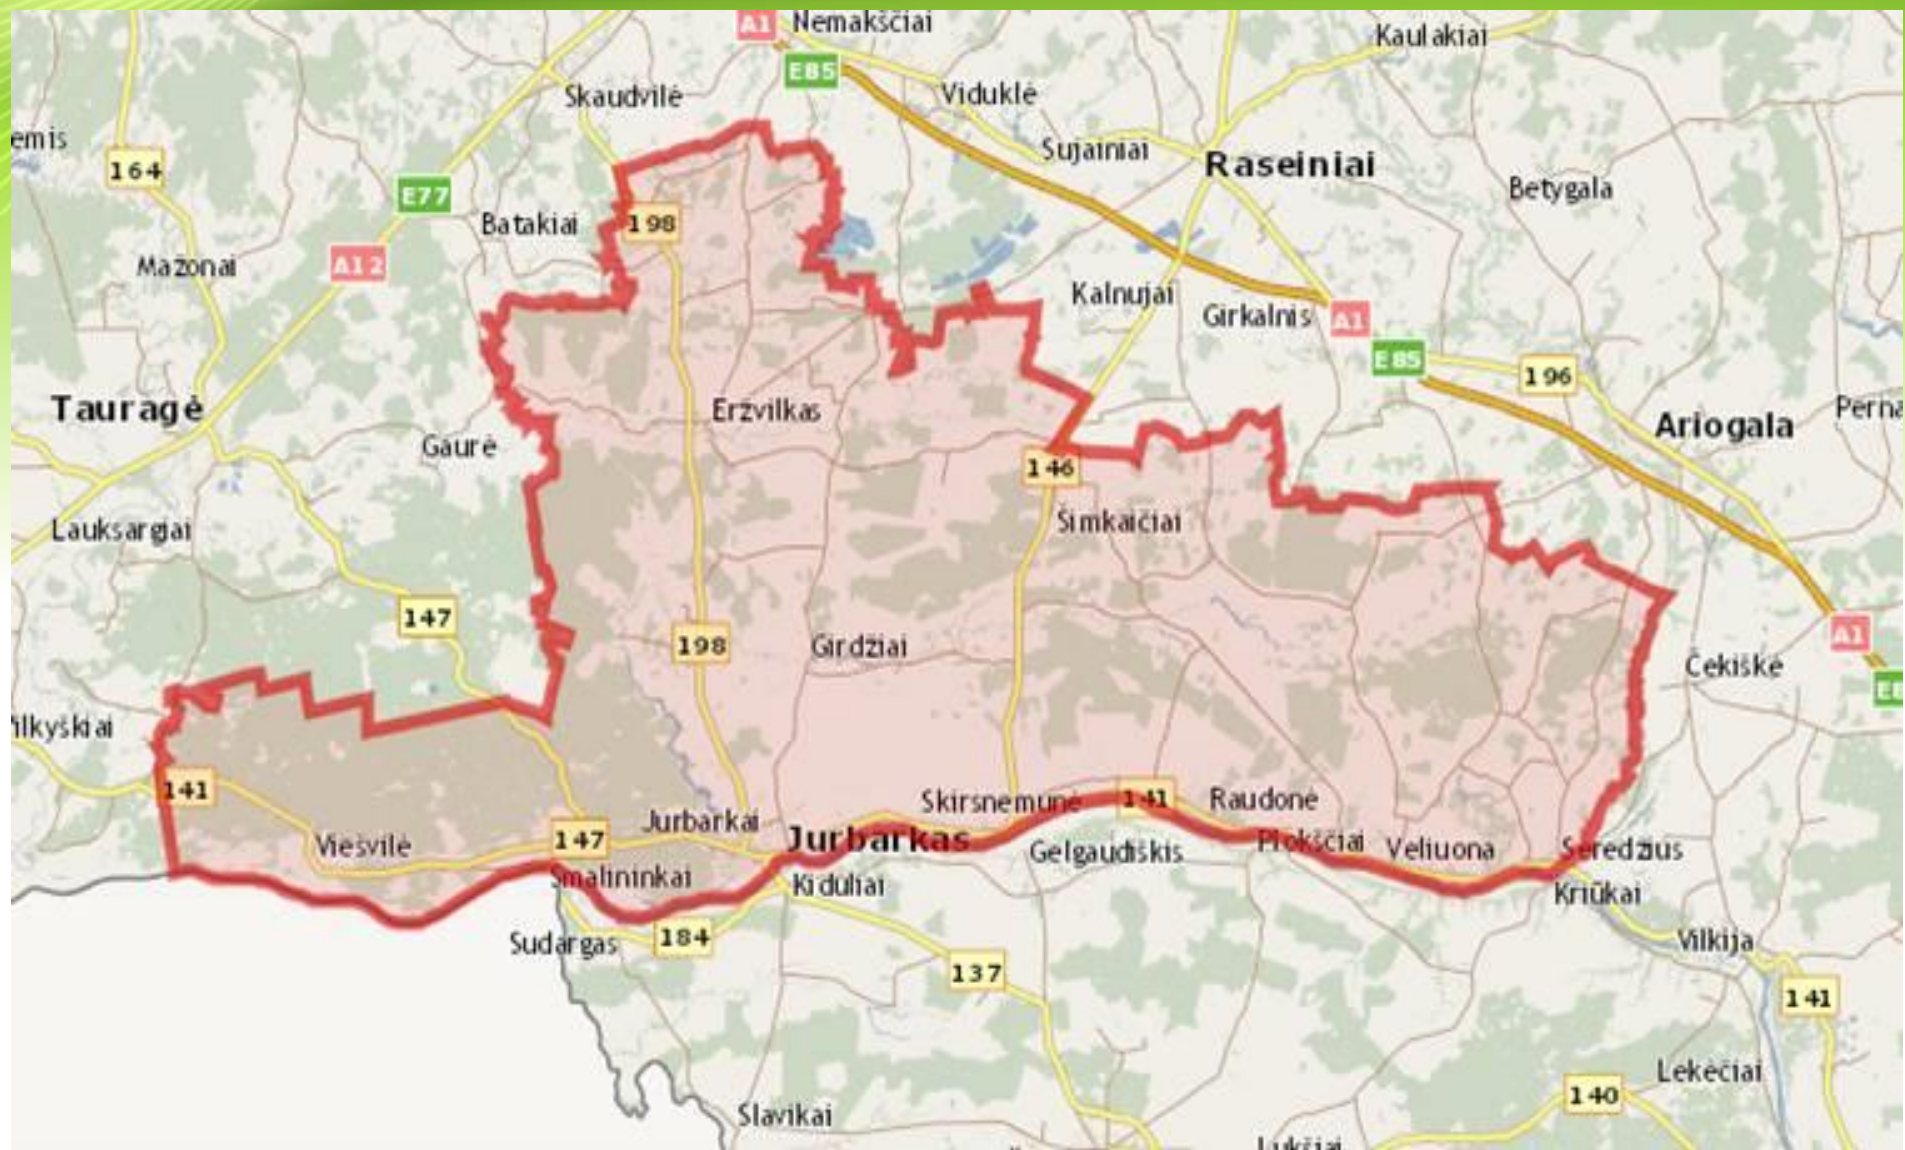 A1
Nemakščiai
Kaulakiai
E85
Skaudvilė
Viduklė
emis
Sujainiai
Raseiniai
164
E77
Betygala
Batakiai
198
A12
Mažonai
Kalnujai
Girkalnis
A1
E85
196
Tauragė
Eržvilkas
Perna
Ariogala
Gaurė
146
Šimkaičiai
Lauksargiai
147
A1
198
Girdžiai
Čekiškė
E8
ilkyškiai
141
Skirsnemunė
141
Raudonė
Jurbarkai
147
Jurbarkas
Viešvilė
Gelgaudiškis
Plokščiai
Veliuona
Seredžius
Smalininkai
Kiduliai
Kriūkai
Sudargas
184
Vilkija
137
141
Lekėčiai
140
Slavikai
Lukšiai